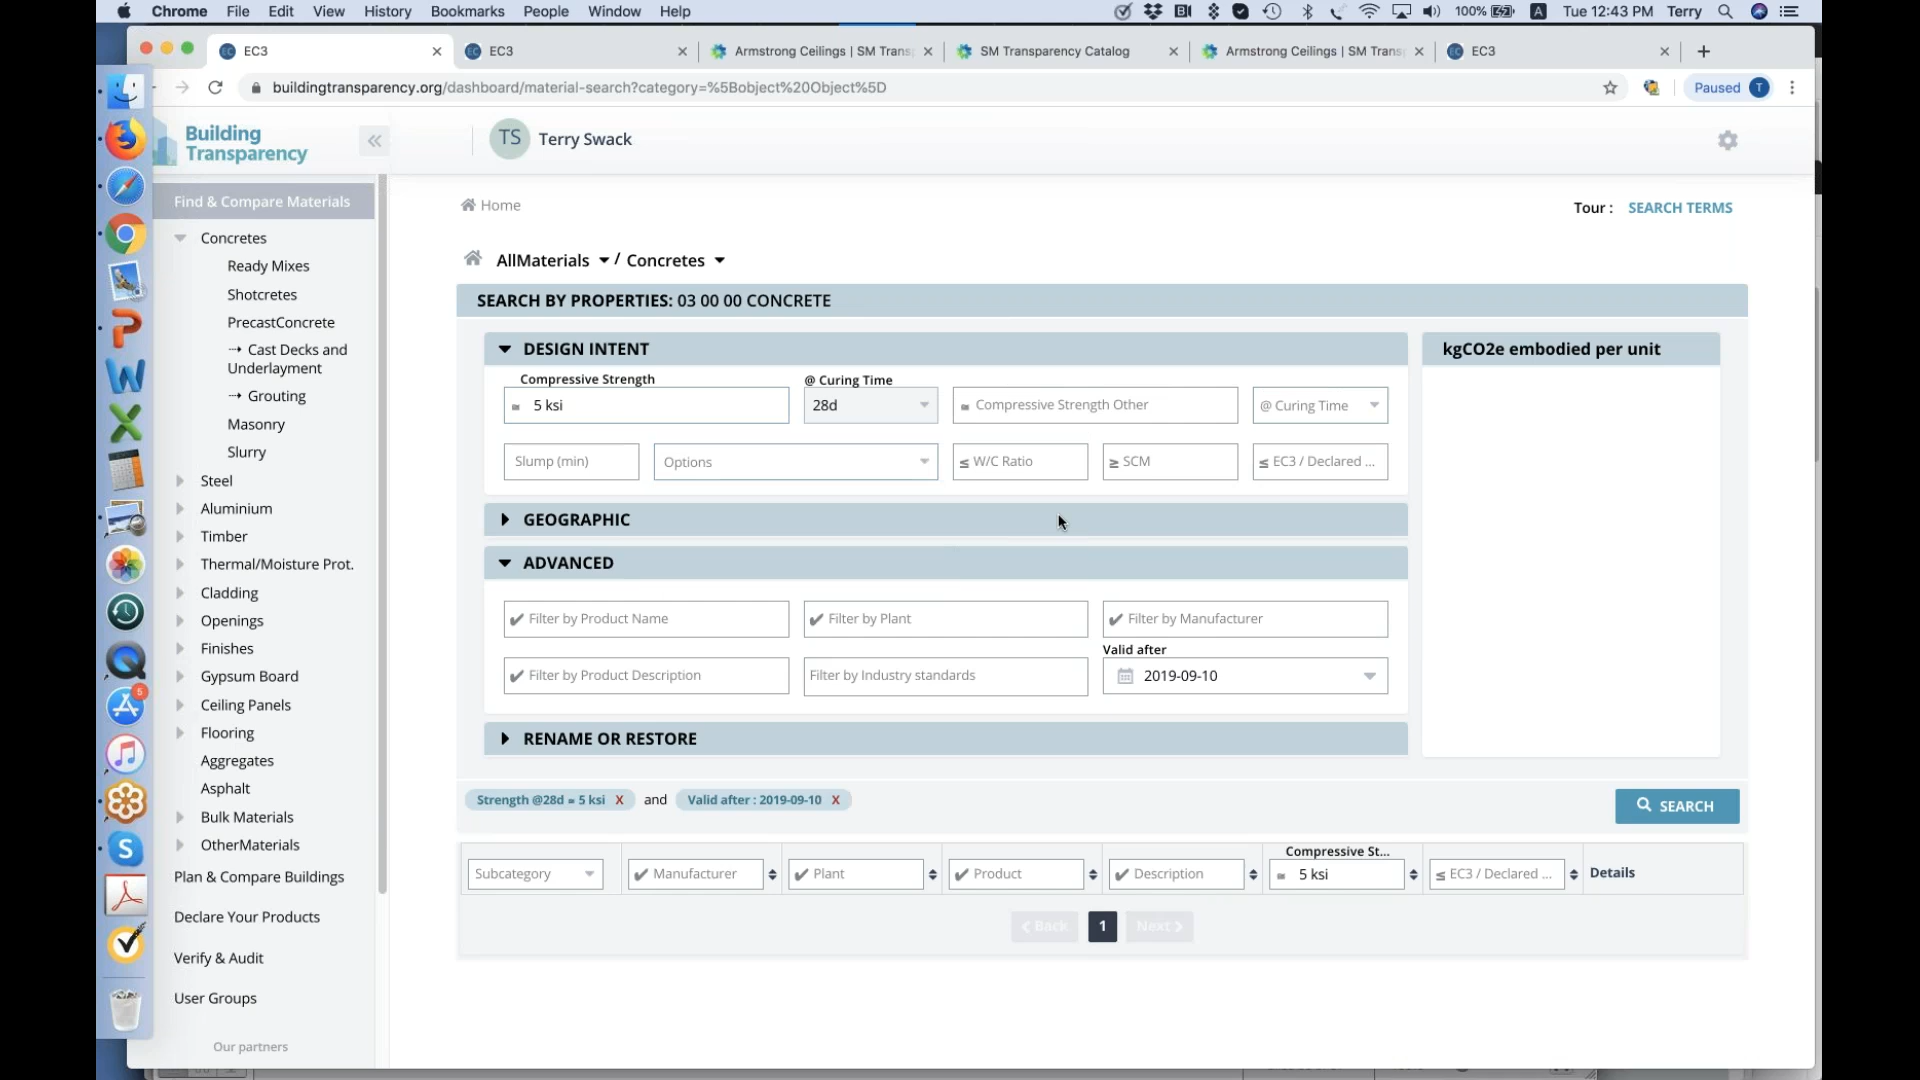 Chrome File Edit View History Bookmarks People Window Help 100% A Tue 12:43 PM Terry
EC3 EC3 Armstrong Ceilings | SM Trans SM Transparency Catalog Armstrong Ceilings | SM Trans EC3
buildingtransparency.org/dashboard/material-search?category=%5Bobject%20Object%5D Paused T
Building
Transparency
TS Terry Swack
Find & Compare Materials
Concretes
Ready Mixes
Shotcretes
PrecastConcrete
⇢ Cast Decks and
Underlayment
⇢ Grouting
Masonry
Slurry
Steel
Aluminium
Timber
Thermal/Moisture Prot.
Cladding
Openings
Finishes
Gypsum Board
Ceiling Panels
Flooring
Aggregates
Asphalt
Bulk Materials
OtherMaterials
Plan & Compare Buildings
Declare Your Products
Verify & Audit
User Groups
Our partners
5
Home
Tour : SEARCH TERMS
AllMaterials / Concretes
SEARCH BY PROPERTIES: 03 00 00 CONCRETE
DESIGN INTENT
Compressive Strength @ Curing Time
≈ 5 ksi 28d ≈ Compressive Strength Other @ Curing Time
Slump (min) Options ≤ W/C Ratio ≥ SCM ≤ EC3 / Declared ...
GEOGRAPHIC
ADVANCED
✔ Filter by Product Name ✔ Filter by Plant ✔ Filter by Manufacturer
Valid after
✔ Filter by Product Description Filter by Industry standards 2019-09-10
RENAME OR RESTORE
kgCO2e embodied per unit
Strength @28d ≈ 5 ksi X and Valid after : 2019-09-10 X
SEARCH
Compressive St...
Subcategory ✔ Manufacturer ✔ Plant ✔ Product ✔ Description ≈ 5 ksi ≤ EC3 / Declared ... Details
Back 1 Next